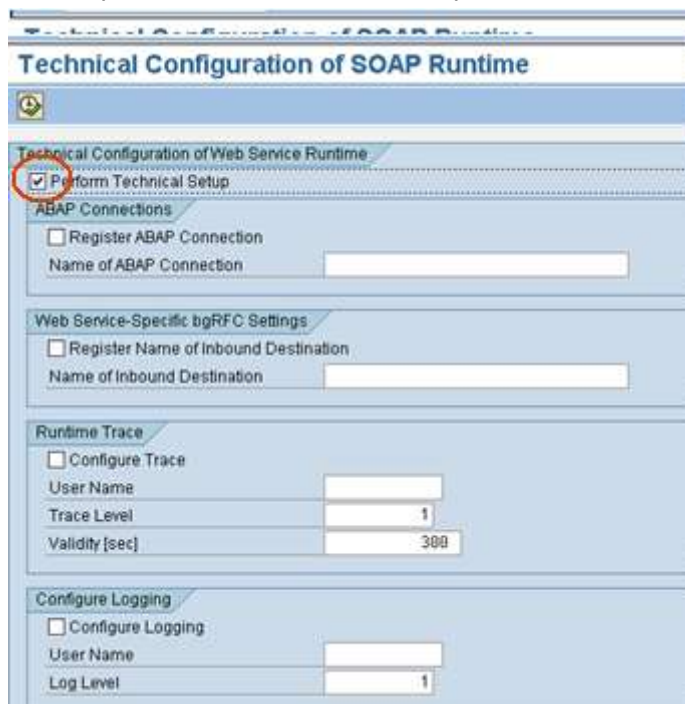 Technical Configuration of SOAP Runtime
Technical Configuration of Web Service Runtime
Perform Technical Setup
ABAP Connections
Register ABAP Connection
Name of ABAP Connection
Web Service-Specific bgRFC Settings
Register Name of Inbound Destination
Name of Inbound Destination
Runtime Trace
Configure Trace
User Name
Trace Level 1
Validity [sec] 300
Configure Logging
Configure Logging
User Name
Log Level 1